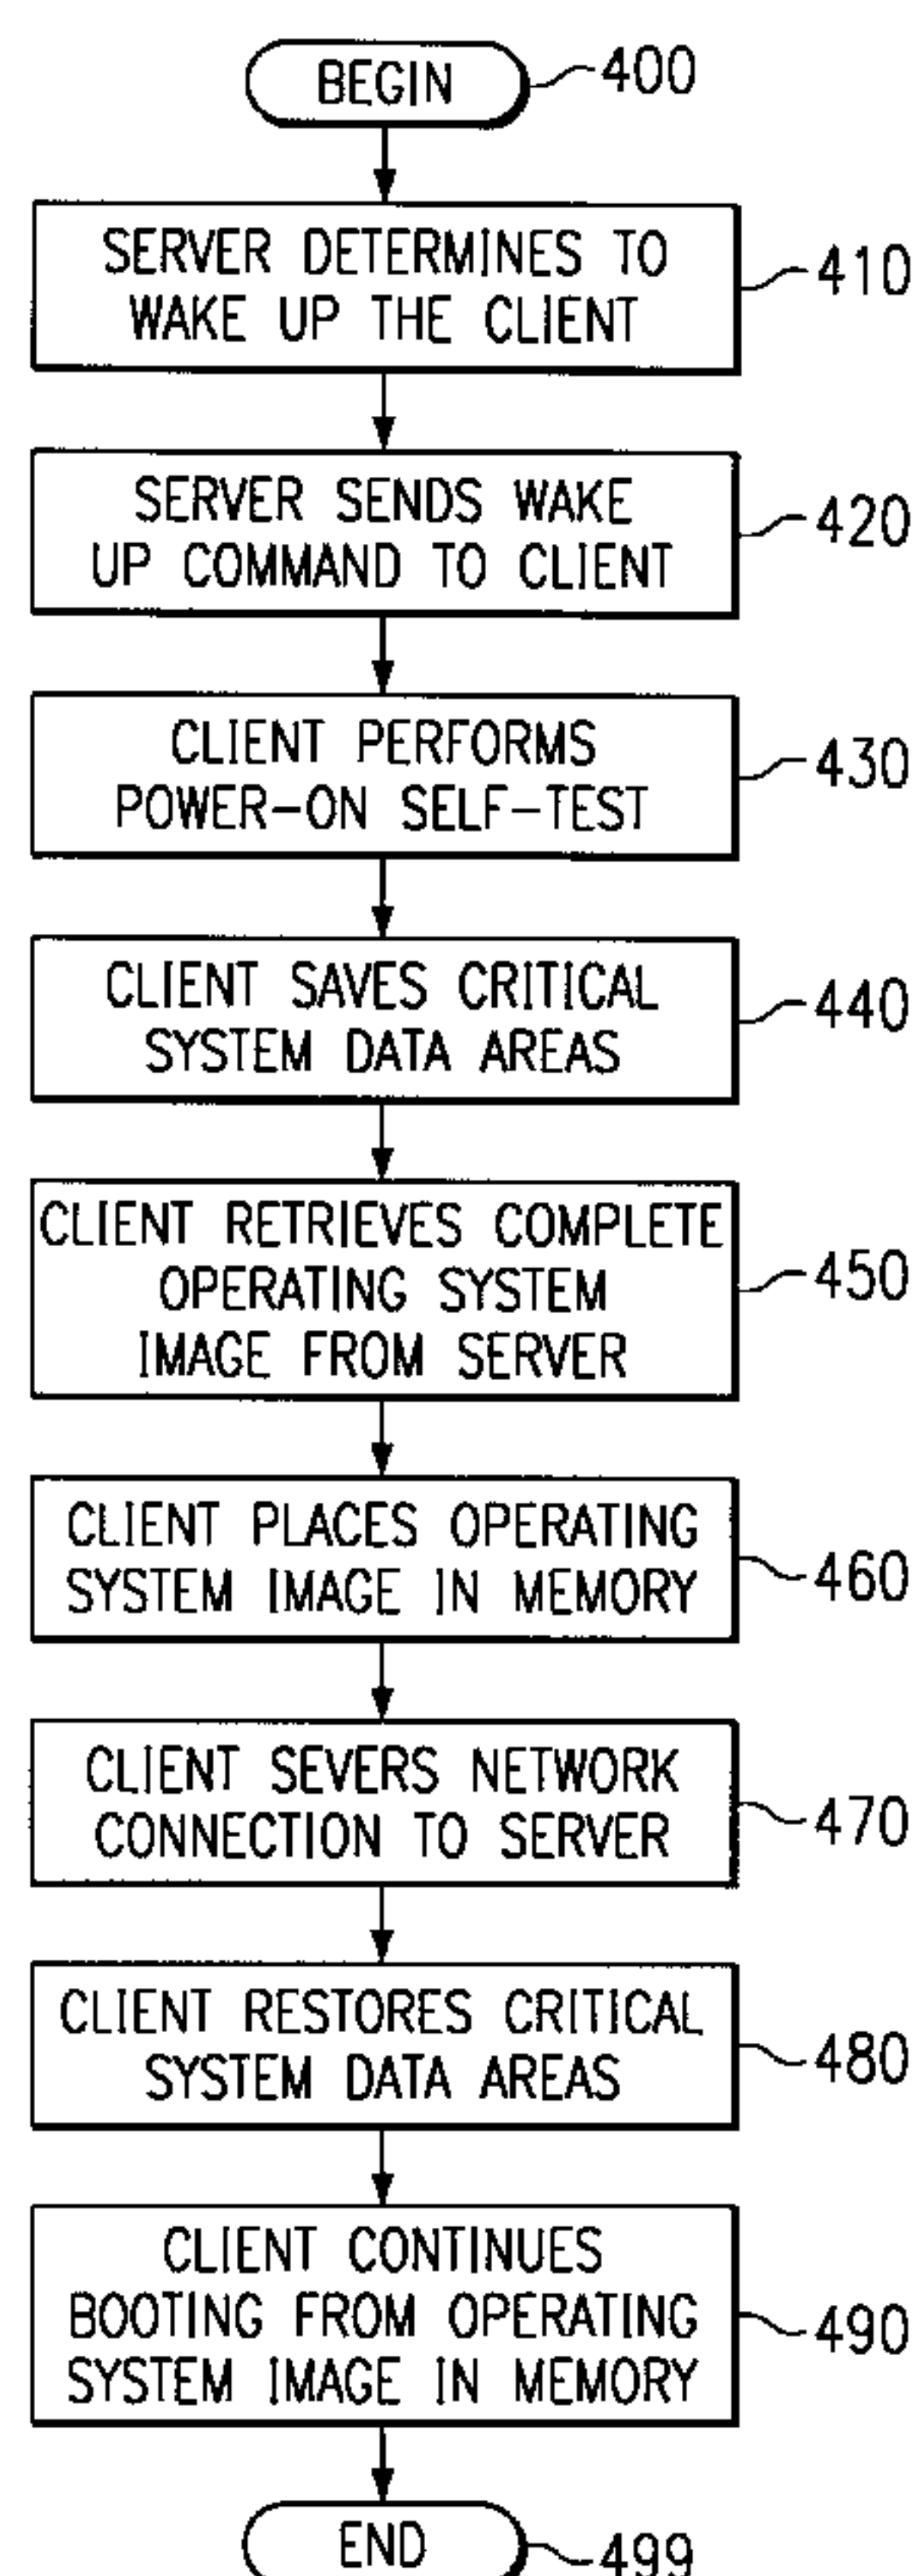 BEGIN 400
SERVER DETERMINES TO
WAKE UP THE CLIENT
410
SERVER SENDS WAKE
UP COMMAND TO CLIENT
420
CLIENT PERFORMS
POWER-ON SELF-TEST
430
CLIENT SAVES CRITICAL
SYSTEM DATA AREAS
440
CLIENT RETRIEVES COMPLETE
OPERATING SYSTEM
IMAGE FROM SERVER
450
CLIENT PLACES OPERATING
SYSTEM IMAGE IN MEMORY
460
CLIENT SEVERS NETWORK
CONNECTION TO SERVER
470
CLIENT RESTORES CRITICAL
SYSTEM DATA AREAS
480
CLIENT CONTINUES
BOOTING FROM OPERATING
SYSTEM IMAGE IN MEMORY
490
END 499